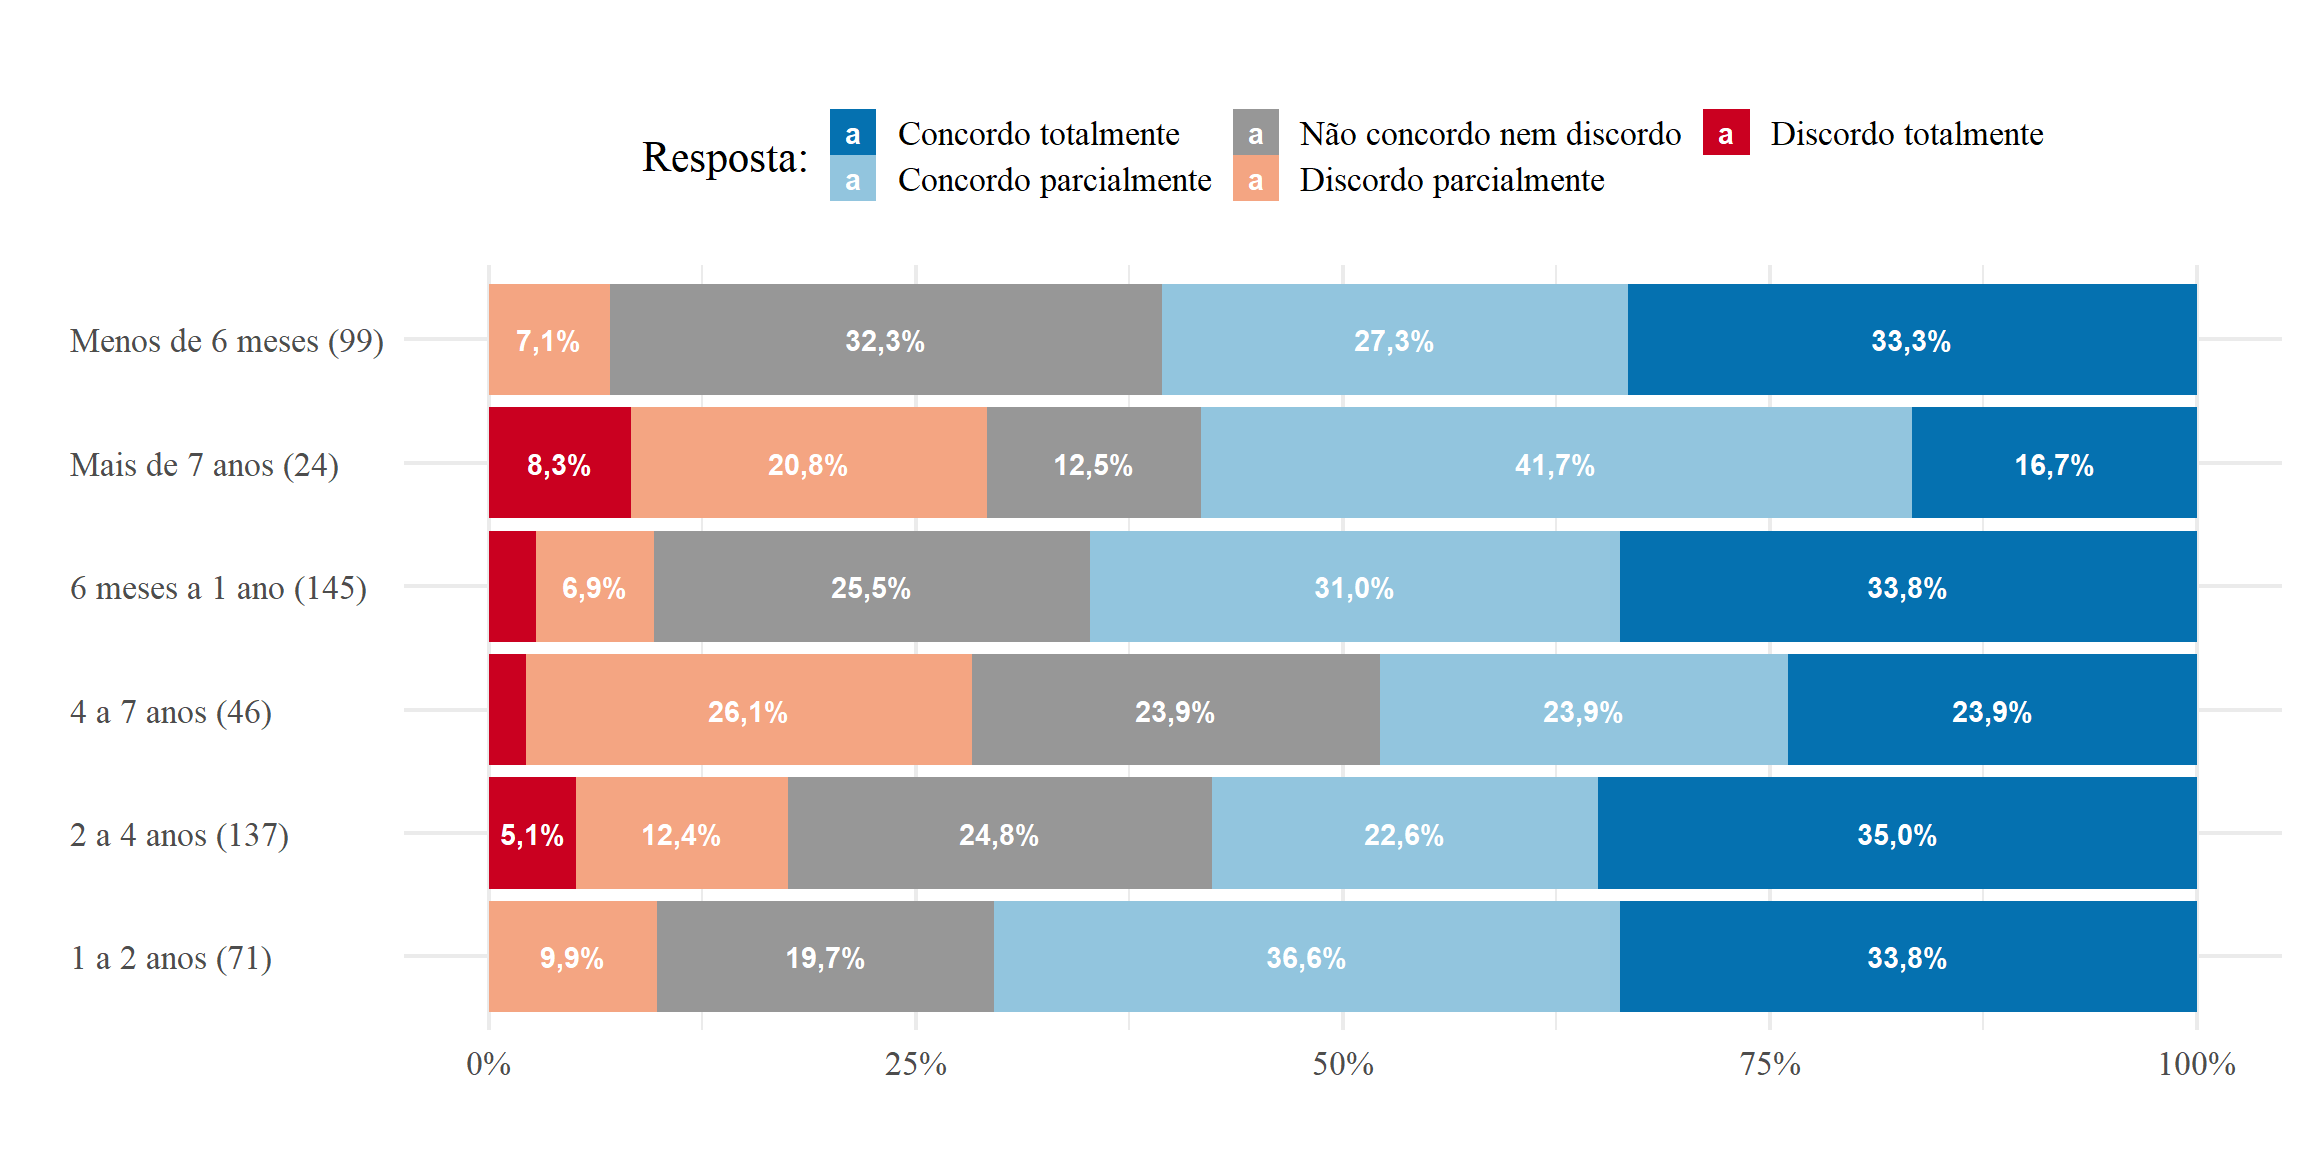 Resposta:
a Concordo totalmente a Não concordo nem discordo a Discordo totalmente
a Concordo parcialmente a Discordo parcialmente
Menos de 6 meses (99) 7,1% 32,3% 27,3% 33,3%
Mais de 7 anos (24) 8,3% 20,8% 12,5% 41,7% 16,7%
6 meses a 1 ano (145) 6,9% 25,5% 31,0% 33,8%
4 a 7 anos (46) 26,1% 23,9% 23,9% 23,9%
2 a 4 anos (137) 5,1% 12,4% 24,8% 22,6% 35,0%
1 a 2 anos (71) 9,9% 19,7% 36,6% 33,8%
0% 25% 50% 75% 100%